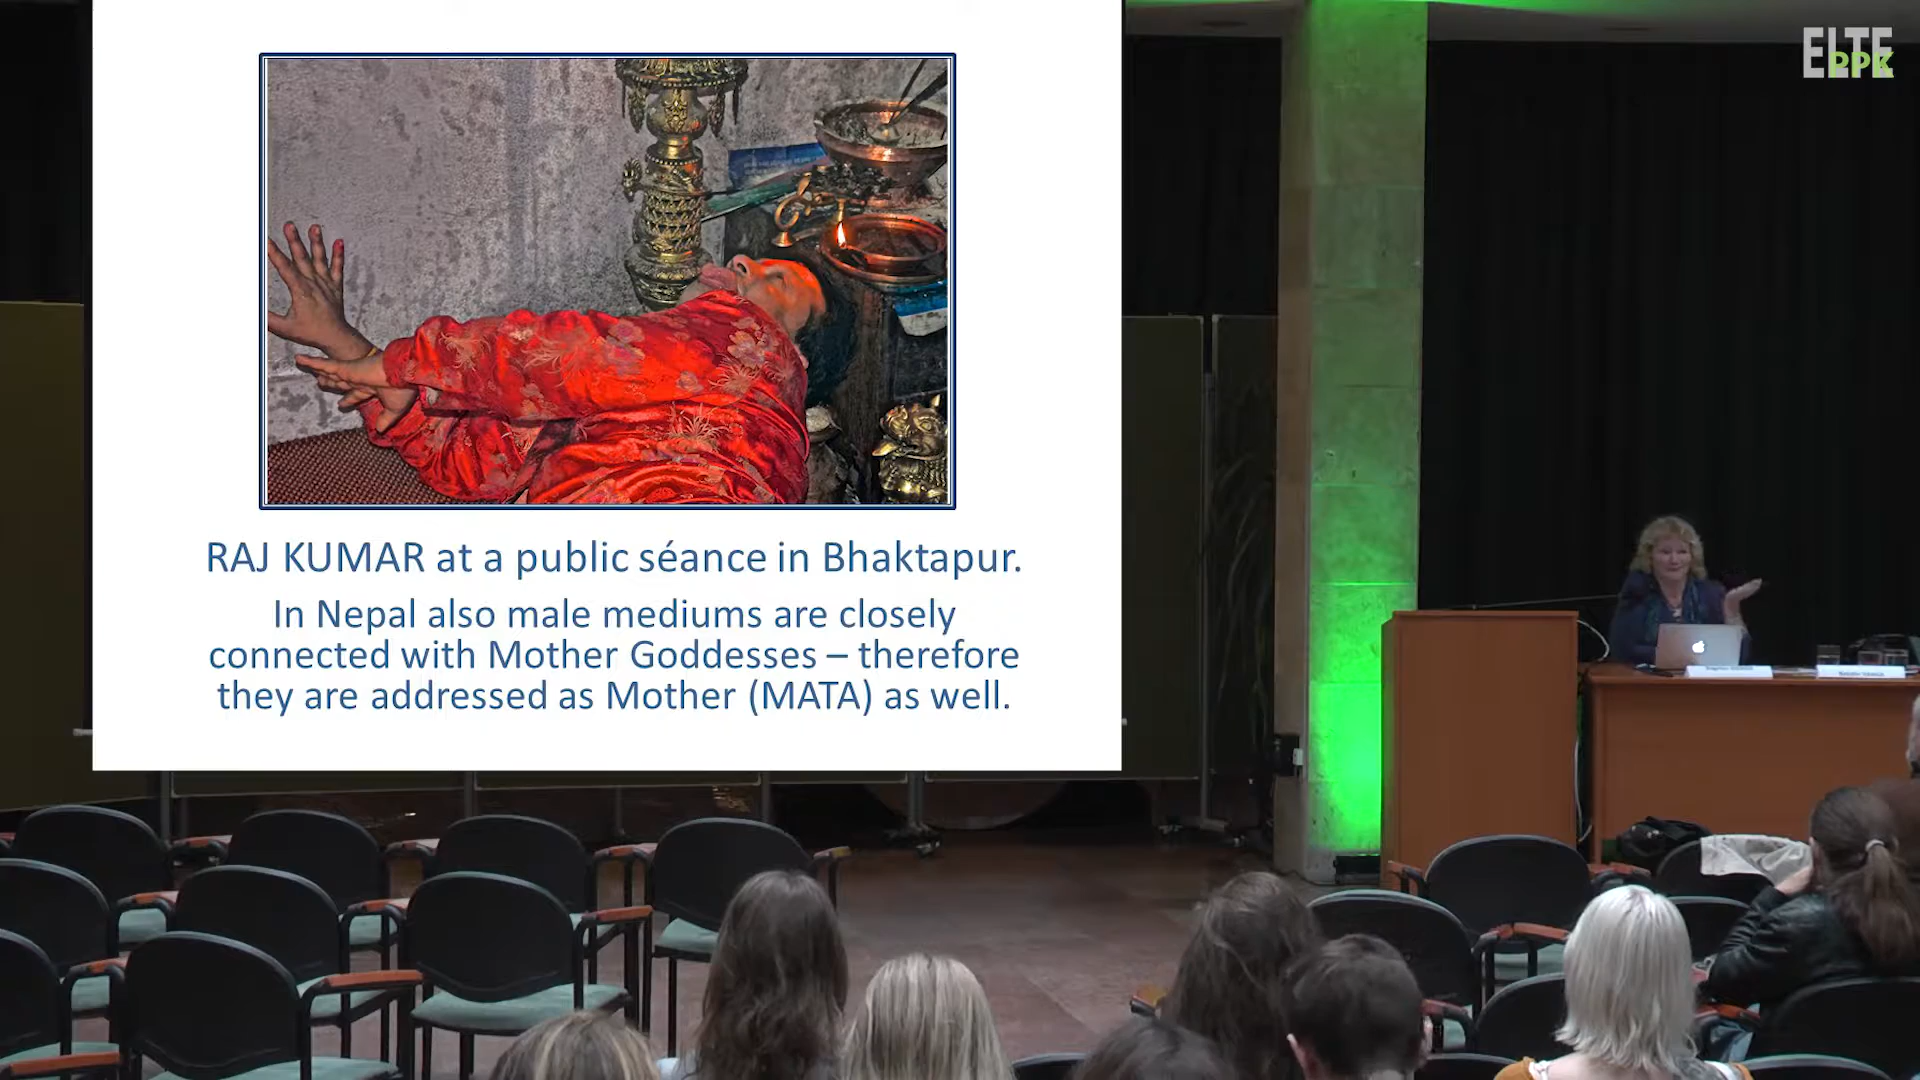 RAJ KUMAR at a public séance in Bhaktapur.
In Nepal also male mediums are closely
connected with Mother Goddesses – therefore
they are addressed as Mother (MATA) as well.
ELTE
PPK